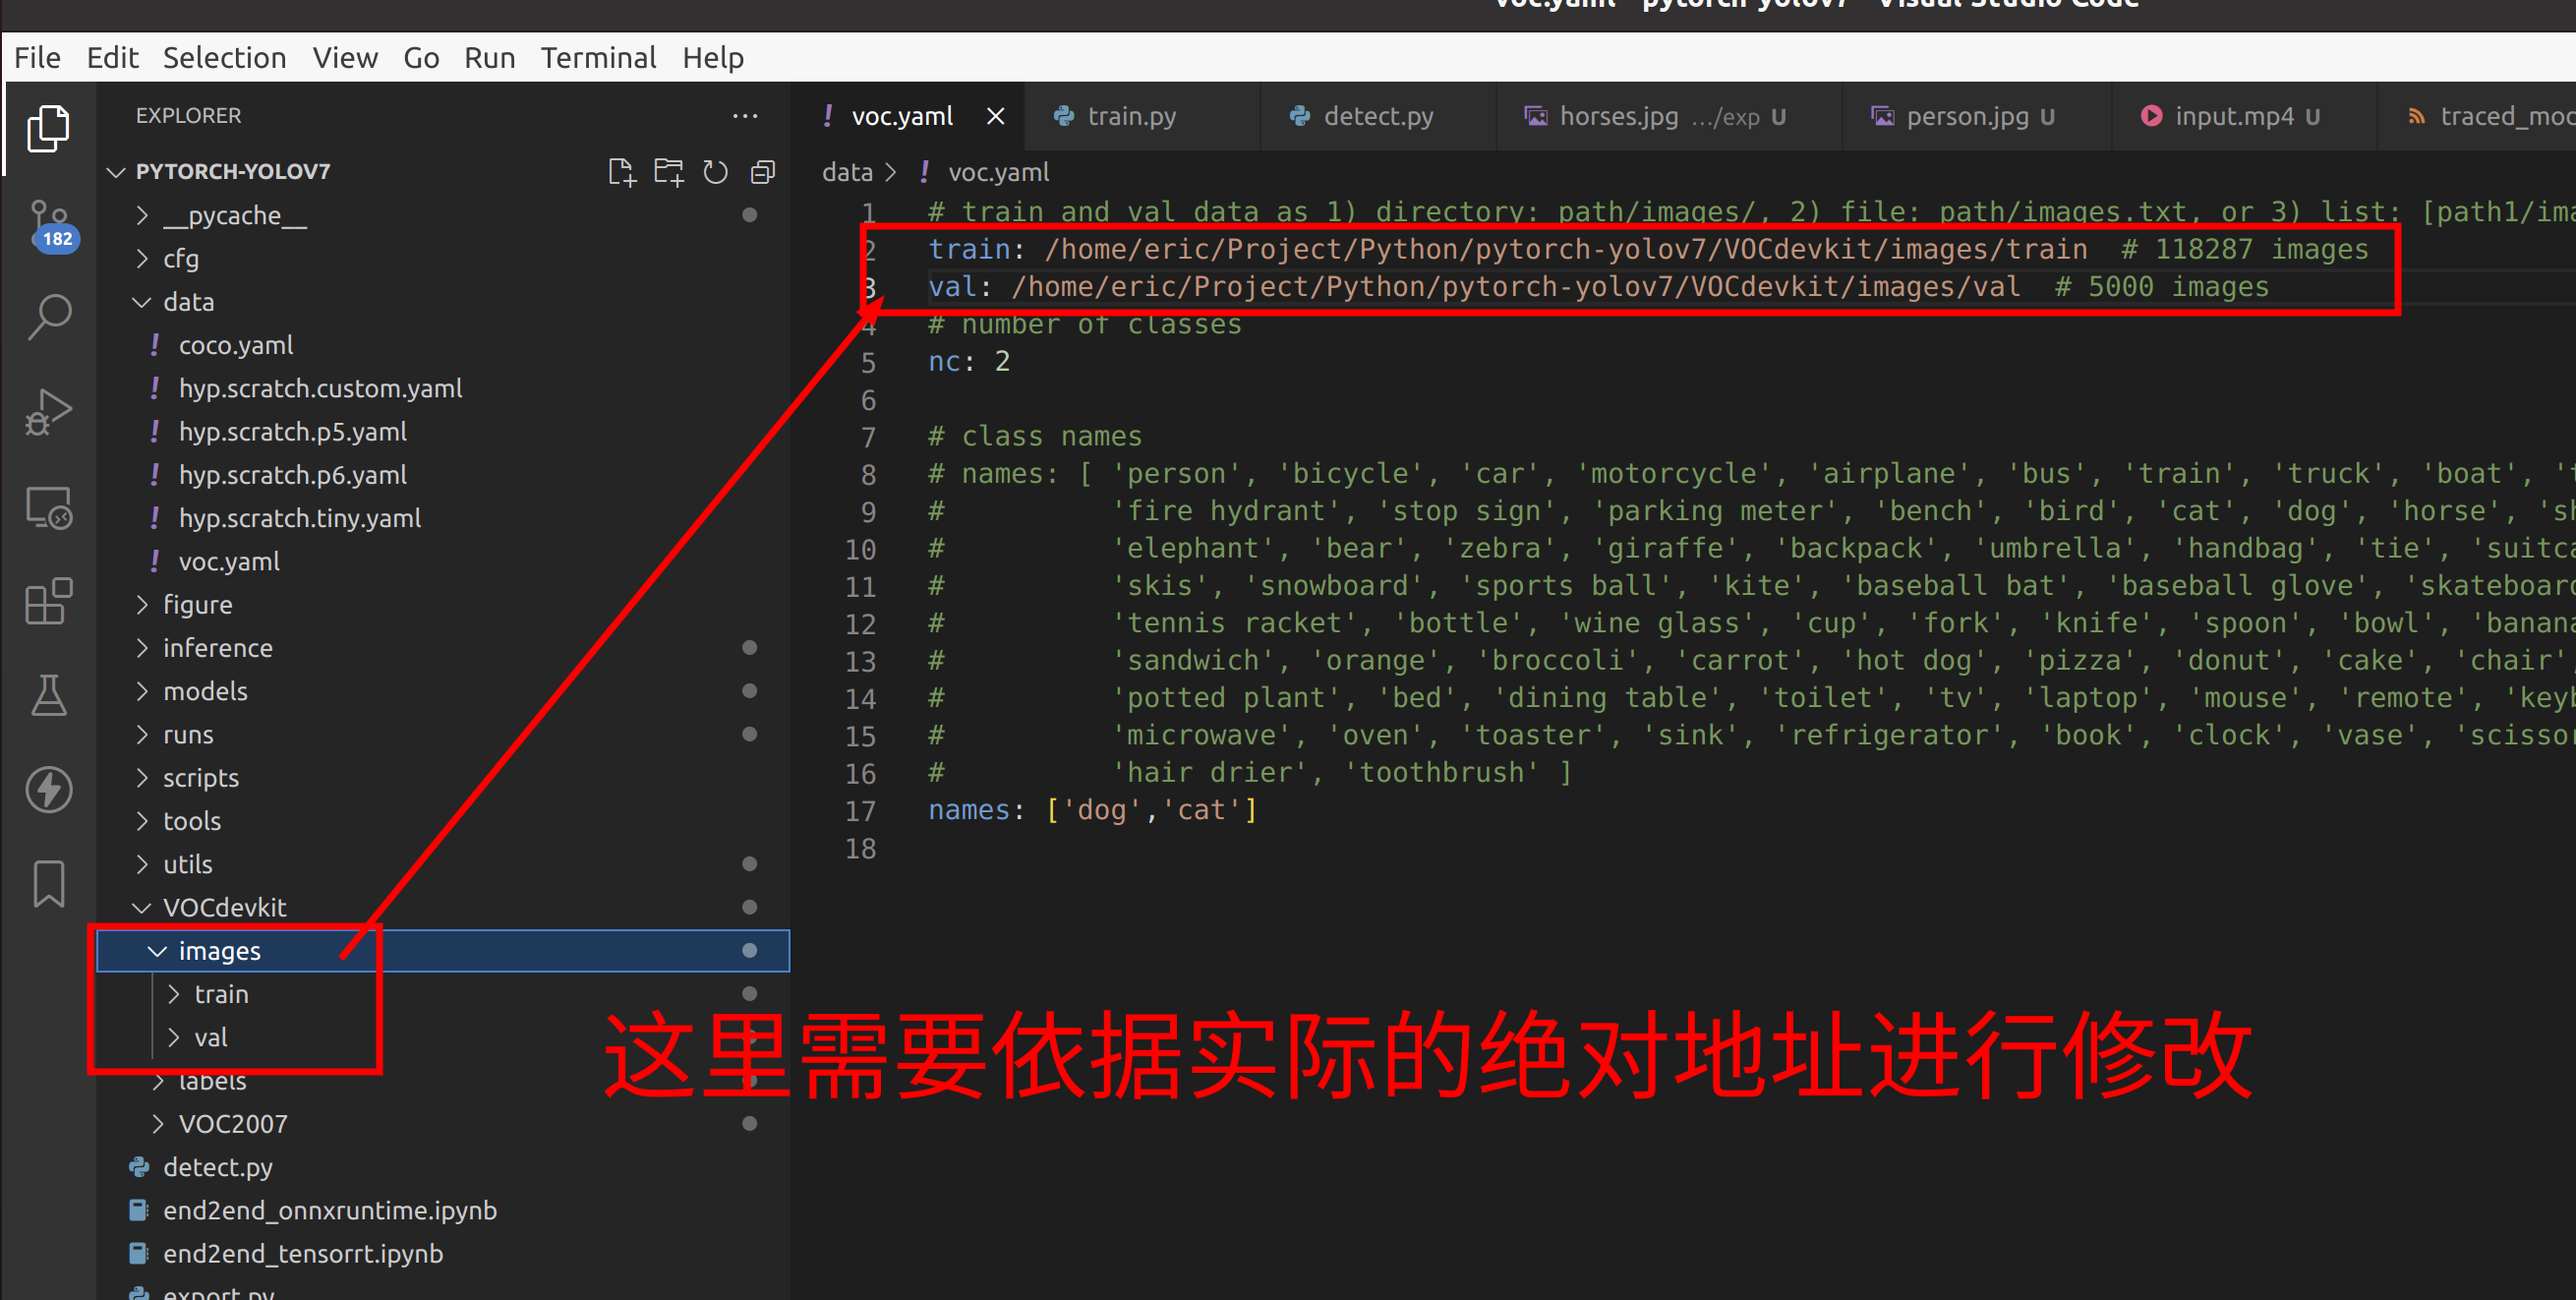 voc.yaml - pytorch-yolov7 - Visual Studio Code
File Edit Selection View Go Run Terminal Help
EXPLORER
PYTORCH-YOLOV7
182
__pycache__
cfg
data
coco.yaml
hyp.scratch.custom.yaml
hyp.scratch.p5.yaml
hyp.scratch.p6.yaml
hyp.scratch.tiny.yaml
voc.yaml
figure
inference
models
runs
scripts
tools
utils
VOCdevkit
images
train
val
labels
VOC2007
detect.py
end2end_onnxruntime.ipynb
end2end_tensorrt.ipynb
export.py
voc.yaml train.py detect.py horses.jpg .../exp U person.jpg U input.mp4 U
data > voc.yaml
1 # train and val data as 1) directory: path/images/, 2) file: path/images.txt, or 3) list: [path1/ima
2 train: /home/eric/Project/Python/pytorch-yolov7/VOCdevkit/images/train # 118287 images
3 val: /home/eric/Project/Python/pytorch-yolov7/VOCdevkit/images/val # 5000 images
4 # number of classes
5 nc: 2
6
7 # class names
8 # names: [ 'person', 'bicycle', 'car', 'motorcycle', 'airplane', 'bus', 'train', 'truck', 'boat', 't
9 # 'fire hydrant', 'stop sign', 'parking meter', 'bench', 'bird', 'cat', 'dog', 'horse', 'sh
10 # 'elephant', 'bear', 'zebra', 'giraffe', 'backpack', 'umbrella', 'handbag', 'tie', 'suitca
11 # 'skis', 'snowboard', 'sports ball', 'kite', 'baseball bat', 'baseball glove', 'skateboard
12 # 'tennis racket', 'bottle', 'wine glass', 'cup', 'fork', 'knife', 'spoon', 'bowl', 'banana
13 # 'sandwich', 'orange', 'broccoli', 'carrot', 'hot dog', 'pizza', 'donut', 'cake', 'chair',
14 # 'potted plant', 'bed', 'dining table', 'toilet', 'tv', 'laptop', 'mouse', 'remote', 'keyb
15 # 'microwave', 'oven', 'toaster', 'sink', 'refrigerator', 'book', 'clock', 'vase', 'scissor
16 # 'hair drier', 'toothbrush' ]
17 names: ['dog','cat']
18
这里需要依据实际的绝对地址进行修改